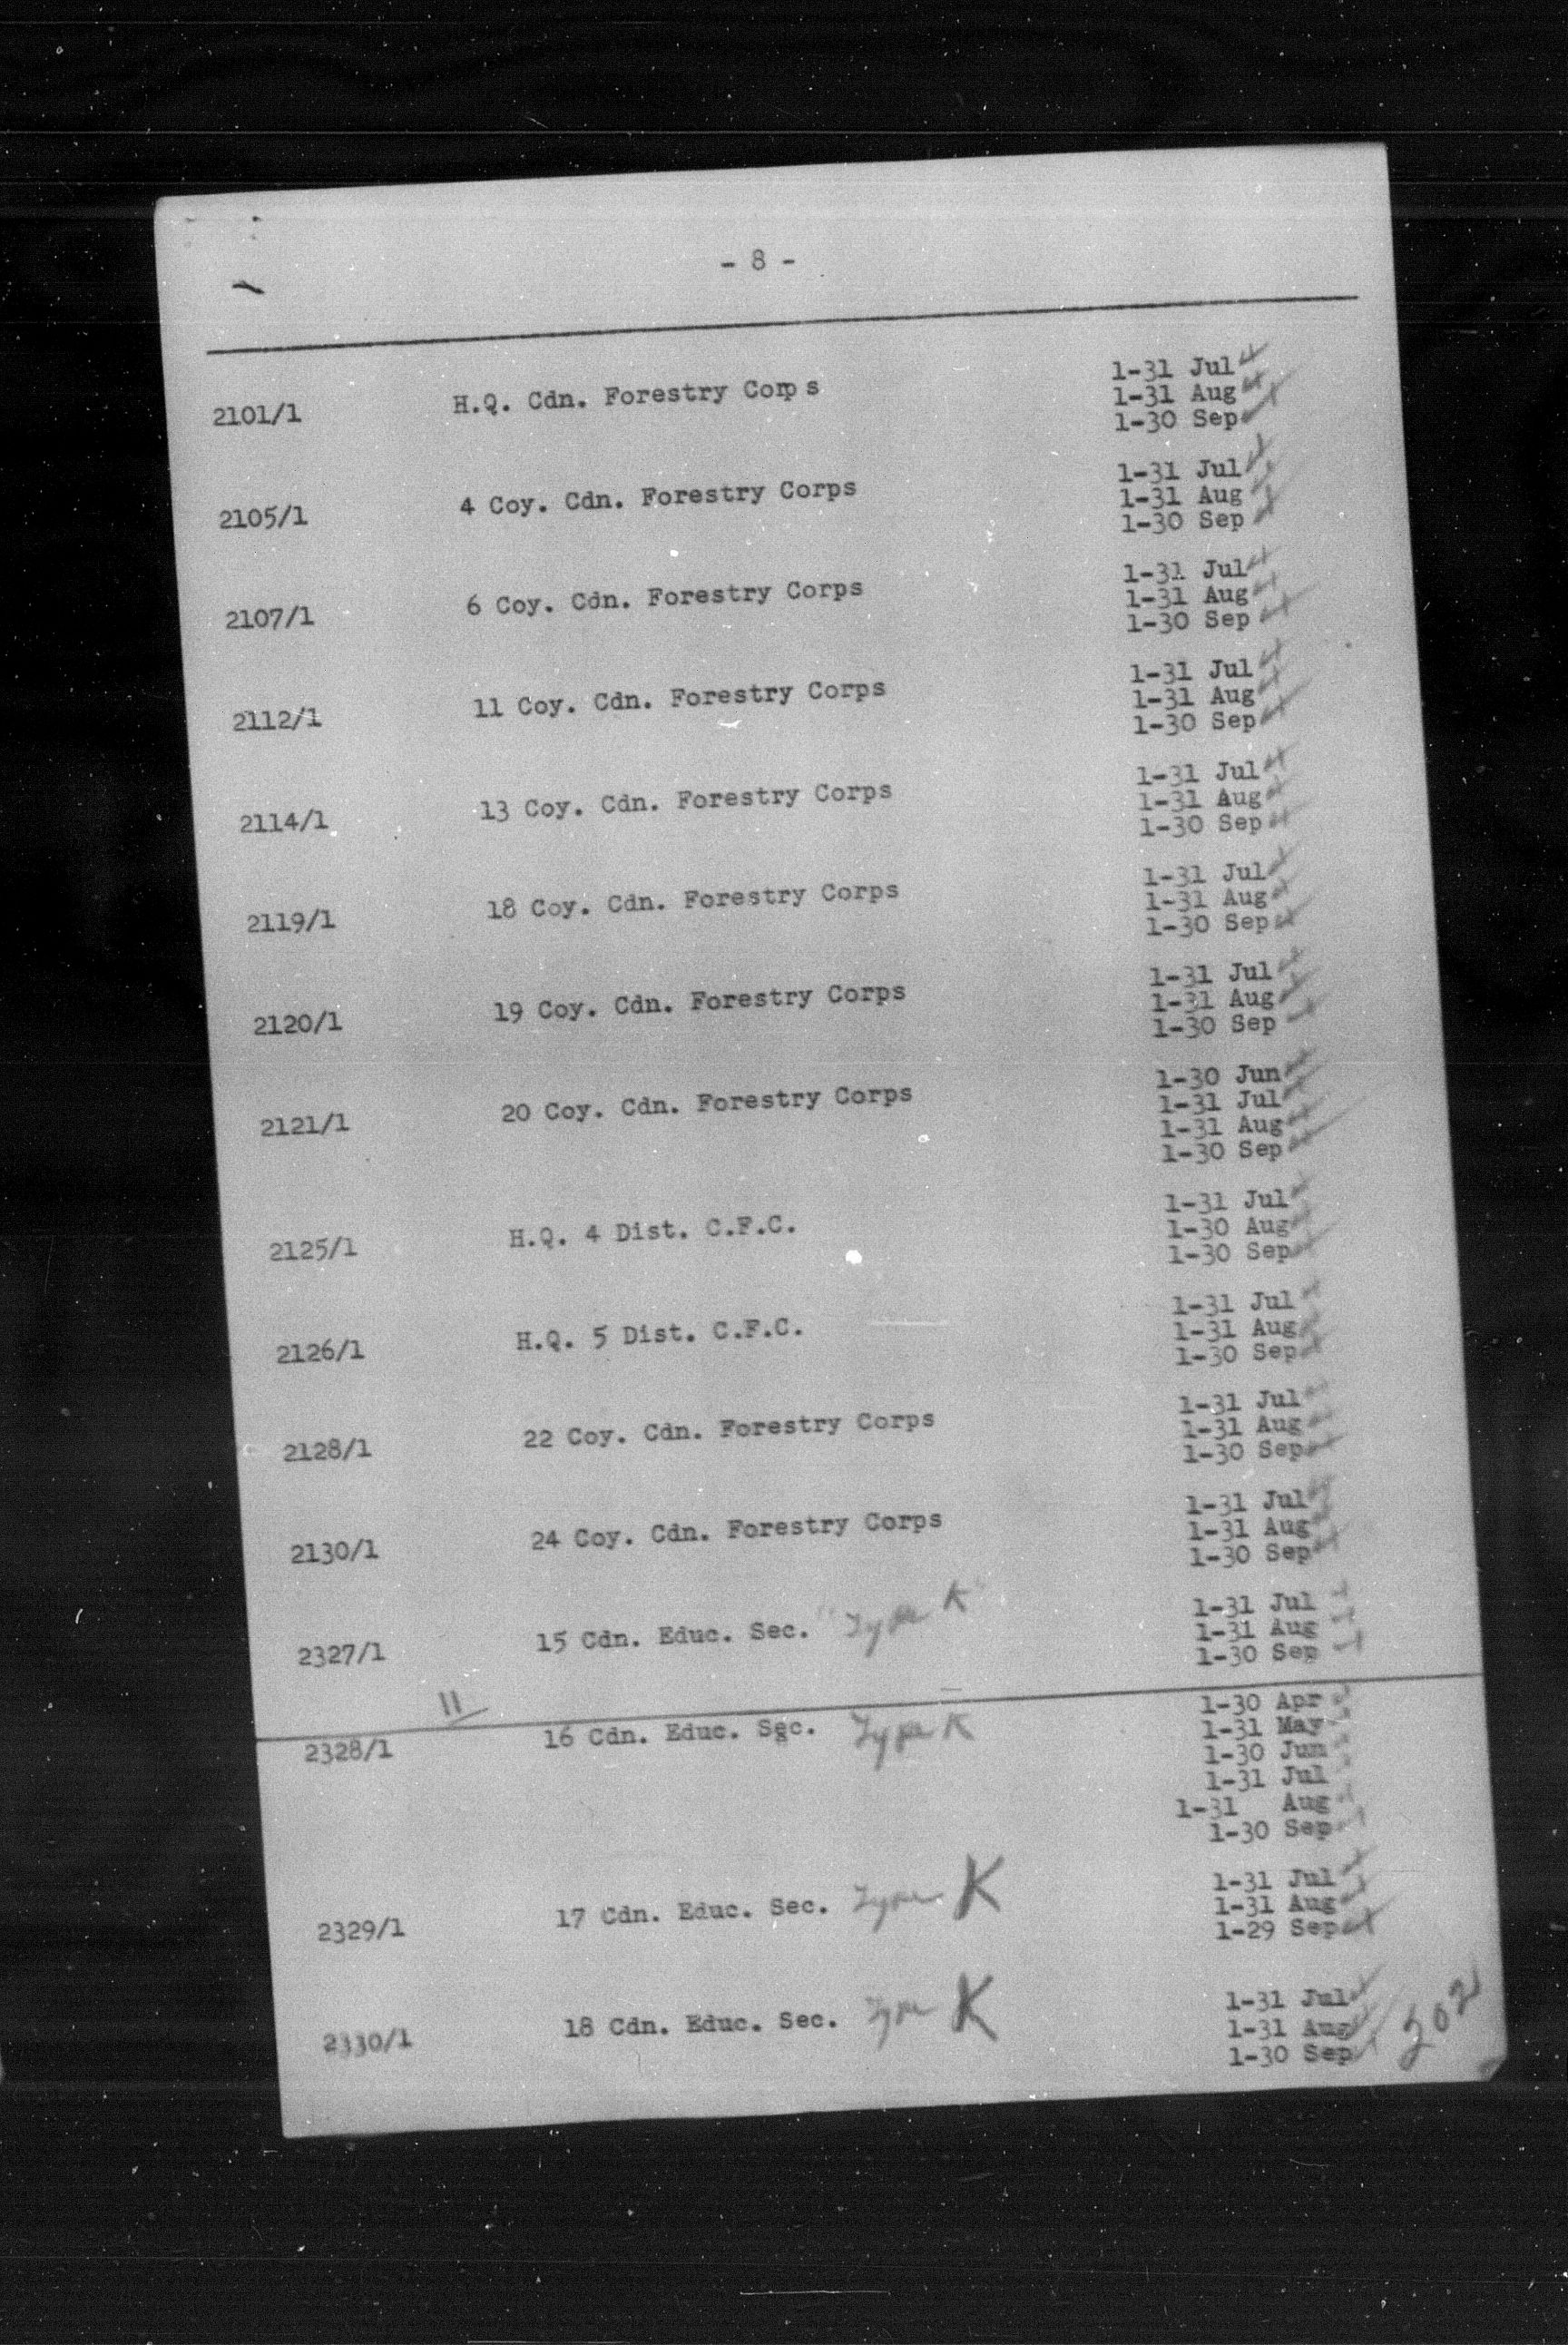 - 8 -
2101/1 H.Q. Cdn. Forestry Corps 1-31 Jul
1-31 Aug
1-30 Sep
2105/1 4 Coy. Cdn. Forestry Corps 1-31 Jul
1-31 Aug
1-30 Sep
2107/1 6 Coy. Cdn. Forestry Corps 1-31 Jul
1-31 Aug
1-30 Sep
2112/1 11 Coy. Cdn. Forestry Corps 1-31 Jul
1-31 Aug
1-30 Sep
2114/1 13 Coy. Cdn. Forestry Corps 1-31 Jul
1-31 Aug
1-30 Sep
2119/1 18 Coy. Cdn. Forestry Corps 1-31 Jul
1-31 Aug
1-30 Sep
2120/1 19 Coy. Cdn. Forestry Corps 1-31 Jul
1-31 Aug
1-30 Sep
2121/1 20 Coy. Cdn. Forestry Corps 1-30 Jun
1-31 Jul
1-31 Aug
1-30 Sep
2125/1 H.Q. 4 Dist. C.F.C. 1-31 Jul
1-30 Aug
1-30 Sep
2126/1 H.Q. 5 Dist. C.F.C. 1-31 Jul
1-31 Aug
1-30 Sep
2128/1 22 Coy. Cdn. Forestry Corps 1-31 Jul
1-31 Aug
1-30 Sep
2130/1 24 Coy. Cdn. Forestry Corps 1-31 Jul
1-31 Aug
1-30 Sep
2327/1 15 Cdn. Educ. Sec. "Type K" 1-31 Jul
1-31 Aug
1-30 Sep
11
2328/1 16 Cdn. Educ. Sec. Type K 1-30 Apr
1-31 May
1-30 Jun
1-31 Jul
1-31 Aug
1-30 Sep
2329/1 17 Cdn. Educ. Sec. Type K 1-31 Jul
1-31 Aug
1-29 Sep
2330/1 18 Cdn. Educ. Sec. Type K 1-31 Jul
1-31 Aug
1-30 Sep
202